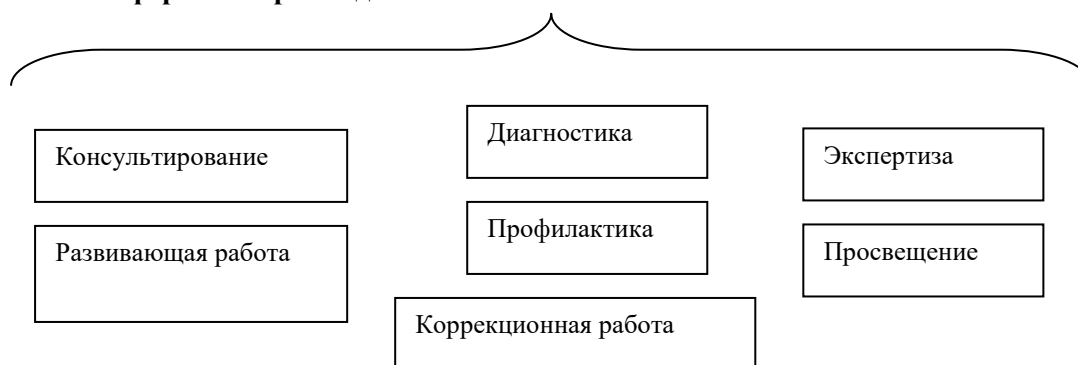 Консультирование
Диагностика
Экспертиза
Развивающая работа
Профилактика
Просвещение
Коррекционная работа